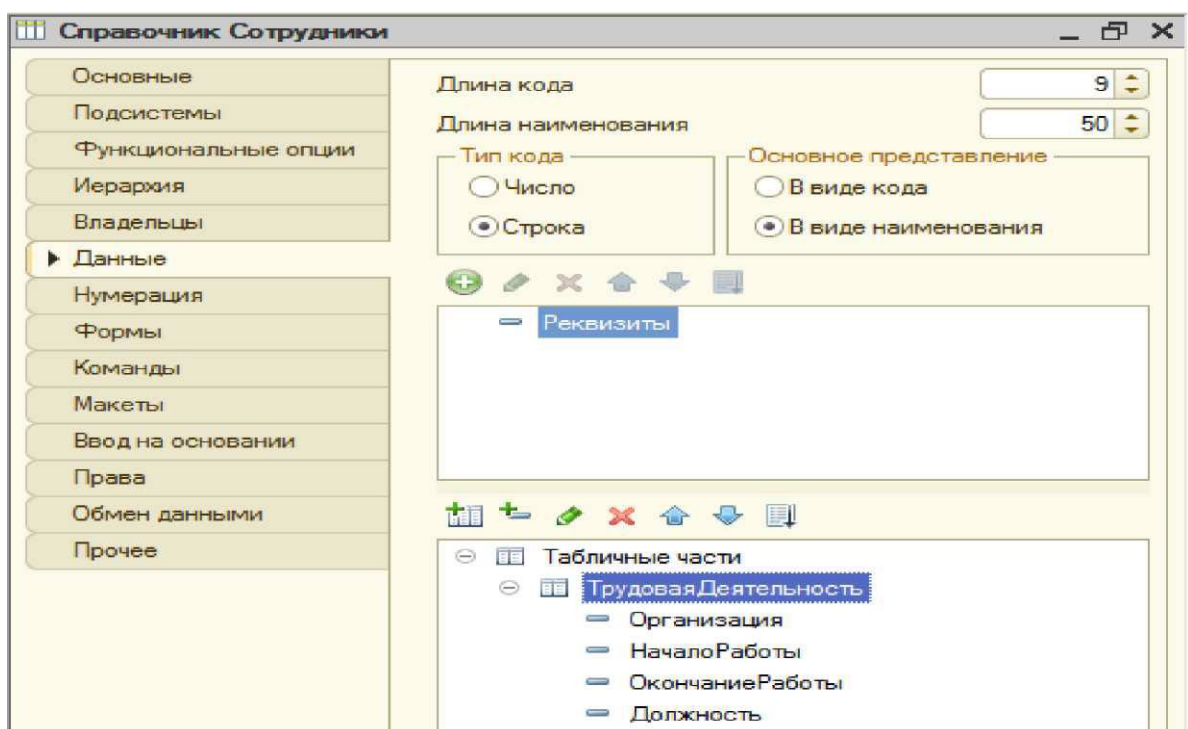 Справочник Сотрудники
Основные
Подсистемы
Функциональные опции
Иерархия
Владельцы
Данные
Нумерация
Формы
Команды
Макеты
Ввод на основании
Права
Обмен данными
Прочее
Длина кода 9
Длина наименования 50
Тип кода
Число
Строка
Основное представление
В виде кода
В виде наименования
Реквизиты
Табличные части
ТрудоваяДеятельность
Организация
НачалоРаботы
ОкончаниеРаботы
Должность